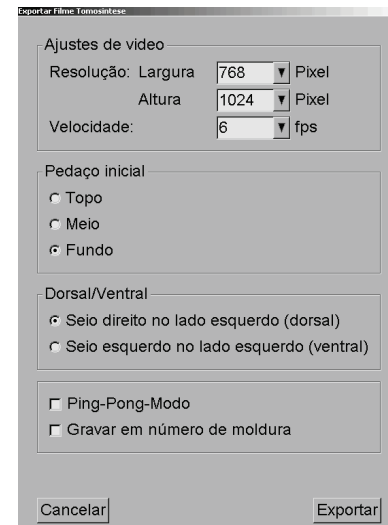 Exportar Filme Tomosintese
Ajustes de video
Resolução: Largura 768 Pixel
Altura 1024 Pixel
Velocidade: 6 fps
Pedaço inicial
Topo
Meio
Fundo
Dorsal/Ventral
Seio direito no lado esquerdo (dorsal)
Seio esquerdo no lado esquerdo (ventral)
Ping-Pong-Modo
Gravar em número de moldura
Cancelar Exportar